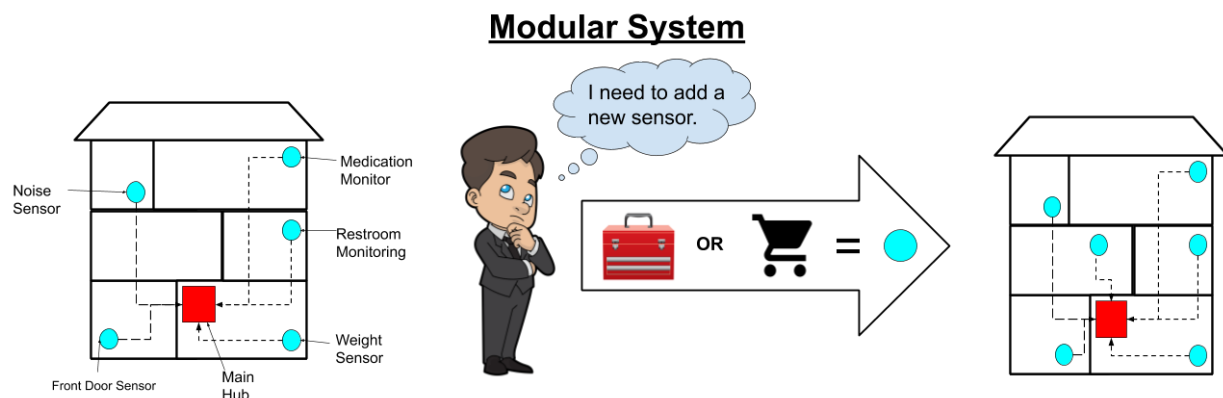 Modular System
I need to add a
new sensor.
Noise
Sensor
Medication
Monitor
Restroom
Monitoring
Weight
Sensor
Front Door Sensor
Main
Hub
OR
=